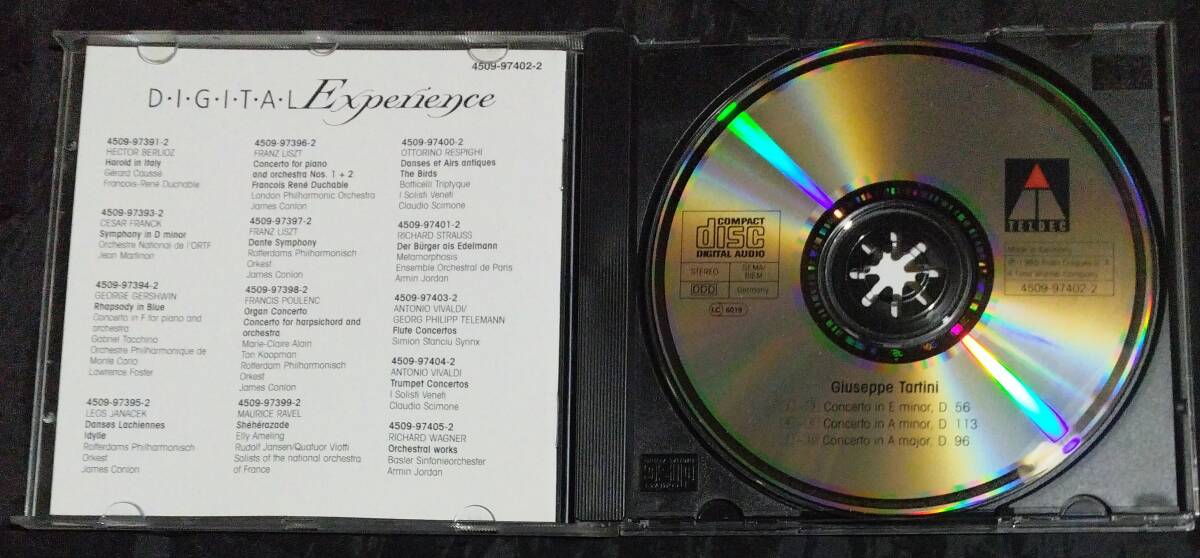 4509-97402-2
D·I·G·I·T·A·L Experience
4509-97391-2
HECTOR BERLIOZ
Harold in Italy
Gérard Caussé
Francois-René Duchable
4509-97393-2
CESAR FRANCK
Symphony in D minor
Orchestre National de l'ORTF
Jean Martinon
4509-97394-2
GEORGE GERSHWIN
Rhapsody in Blue
Concerto in F for piano and
orchestra
Gabriel Tacchino
Orchestre Philharmonique de
Monte Carlo
Lawrence Foster
4509-97395-2
LEOS JANACEK
Danses Lachiennes
Idylle
Rotterdams Philharmonisch
Orkest
James Conlon
4509-97396-2
FRANZ LISZT
Concerto for piano
and orchestra Nos. 1 + 2
Francois René Duchable
London Philharmonic Orchestra
James Conlon
4509-97397-2
FRANZ LISZT
Dante Symphony
Rotterdams Philharmonisch
Orkest
James Conlon
4509-97398-2
FRANCIS POULENC
Organ Concerto
Concerto for harpsichord and
orchestra
Marie-Claire Alain
Ton Koopman
Rotterdam Philharmonisch
Orkest
James Conlon
4509-97399-2
MAURICE RAVEL
Shéhérazade
Elly Ameling
Rudolf Jansen/Quatuor Viotti
Solists of the national orchestra
of France
4509-97400-2
OTTORINO RESPIGHI
Danses et Airs antiques
The Birds
Botticelli Triptyque
I Solisti Veneti
Claudio Scimone
4509-97401-2
RICHARD STRAUSS
Der Bürger als Edelmann
Metamorphosis
Ensemble Orchestral de Paris
Armin Jordan
4509-97403-2
ANTONIO VIVALDI/
GEORG PHILIPP TELEMANN
Flute Concertos
Simion Stanciu Syrinx
4509-97404-2
ANTONIO VIVALDI
Trumpet Concertos
I Solisti Veneti
Claudio Scimone
4509-97405-2
RICHARD WAGNER
Orchestral works
Basler Sinfonieorchester
Armin Jordan
COMPACT
disc
DIGITAL AUDIO
STEREO
GEMA/
BIEM
DDD
Germany
LC 6019
TELDEC
Made in Germany
A Time Warner Company
4509-97402-2
Giuseppe Tartini
Concerto in E minor, D 56
Concerto in A minor, D 113
Concerto in A major, D 96